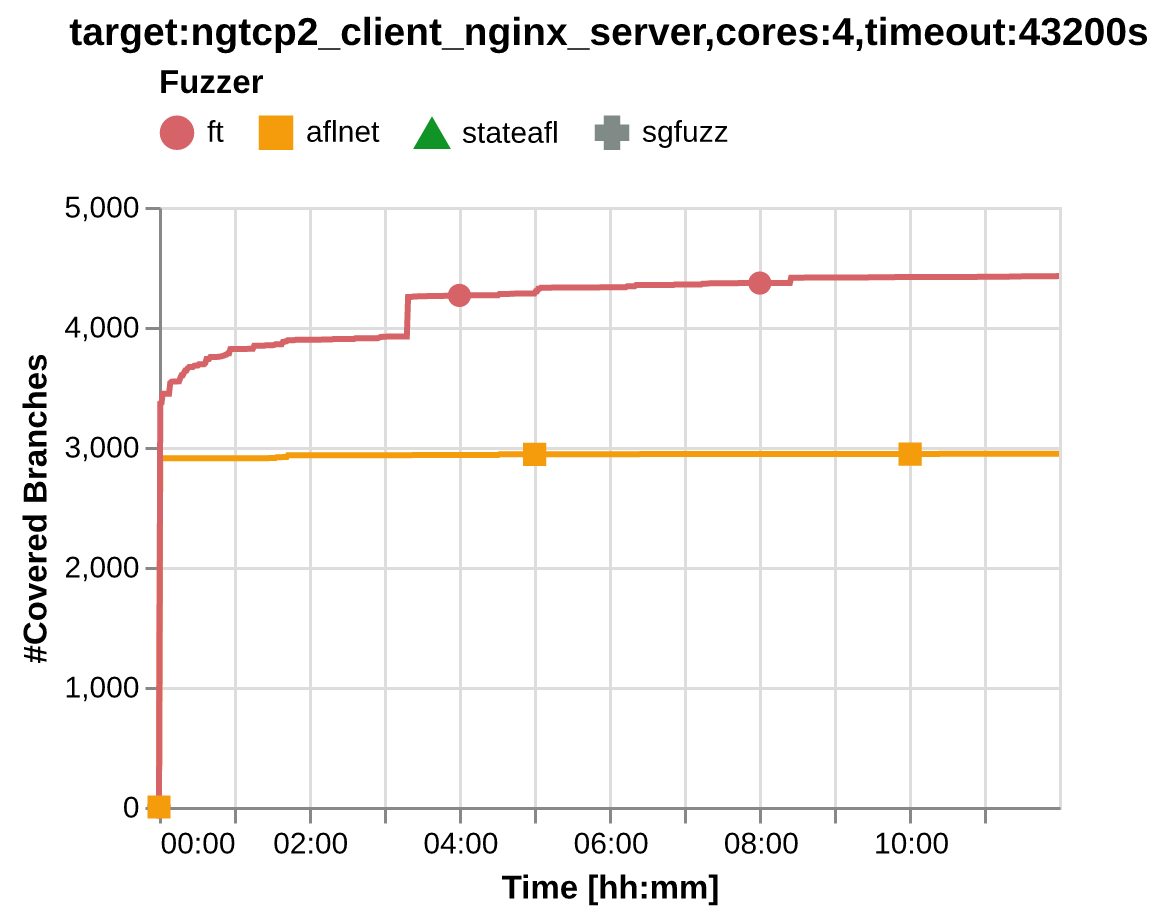 target:ngtcp2_client_nginx_server,cores:4,timeout:43200s
Fuzzer
ft aflnet stateafl sgfuzz
5,000
4,000
3,000
2,000
1,000
0
#Covered Branches
00:00 02:00 04:00 06:00 08:00 10:00
Time [hh:mm]